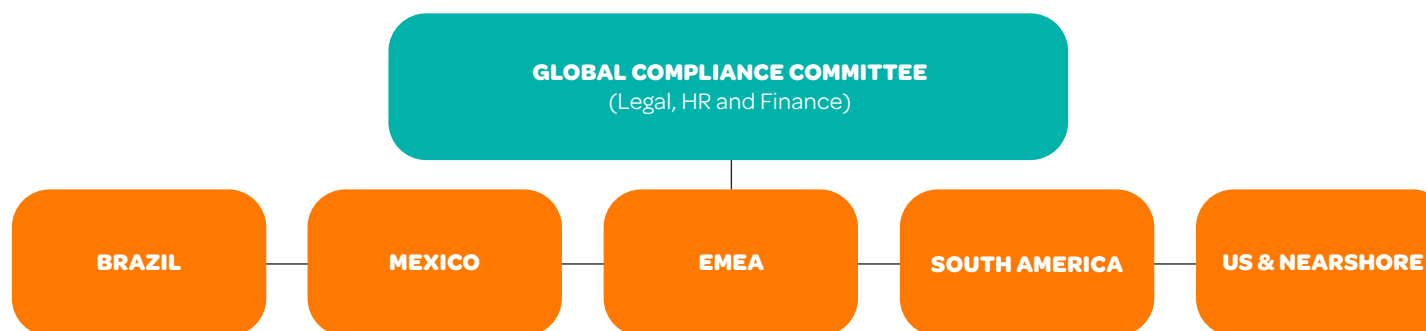 GLOBAL COMPLIANCE COMMITTEE
(Legal, HR and Finance)
BRAZIL
MEXICO
EMEA
SOUTH AMERICA
US & NEARSHORE